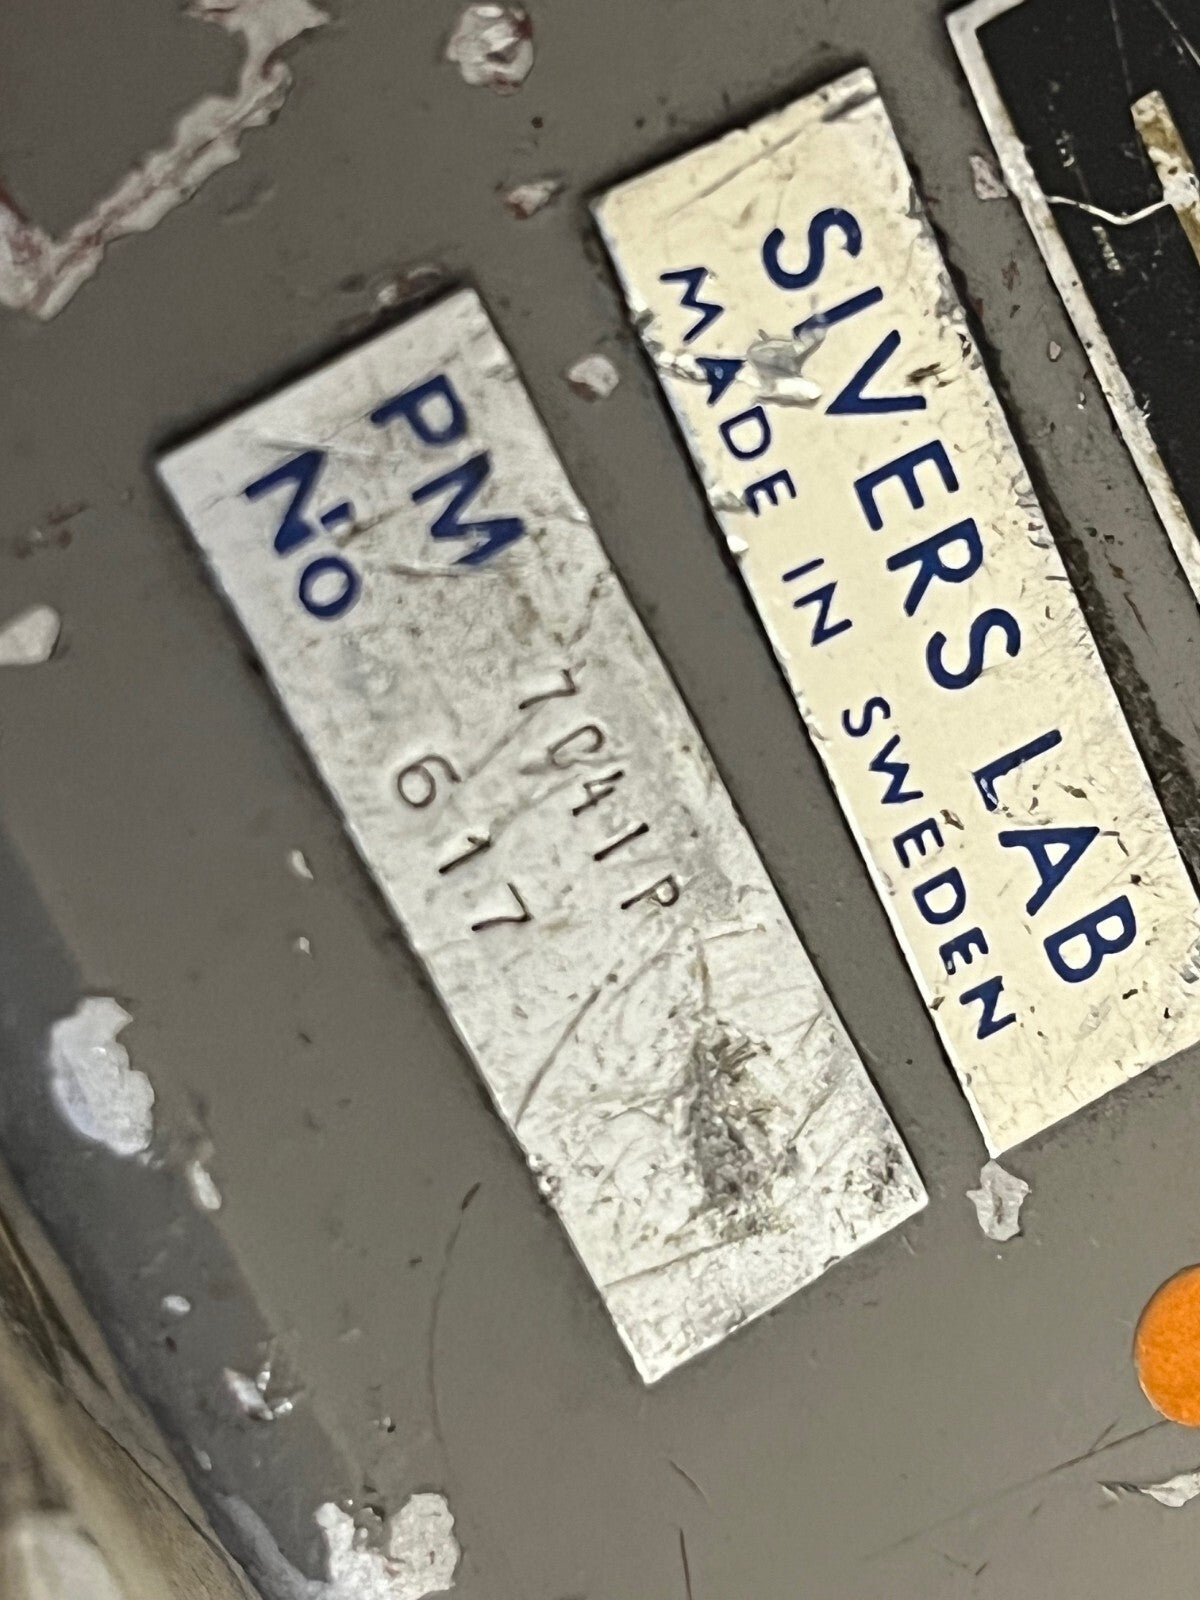 SIVERS LAB
MADE IN SWEDEN
PM 7041P
No 617